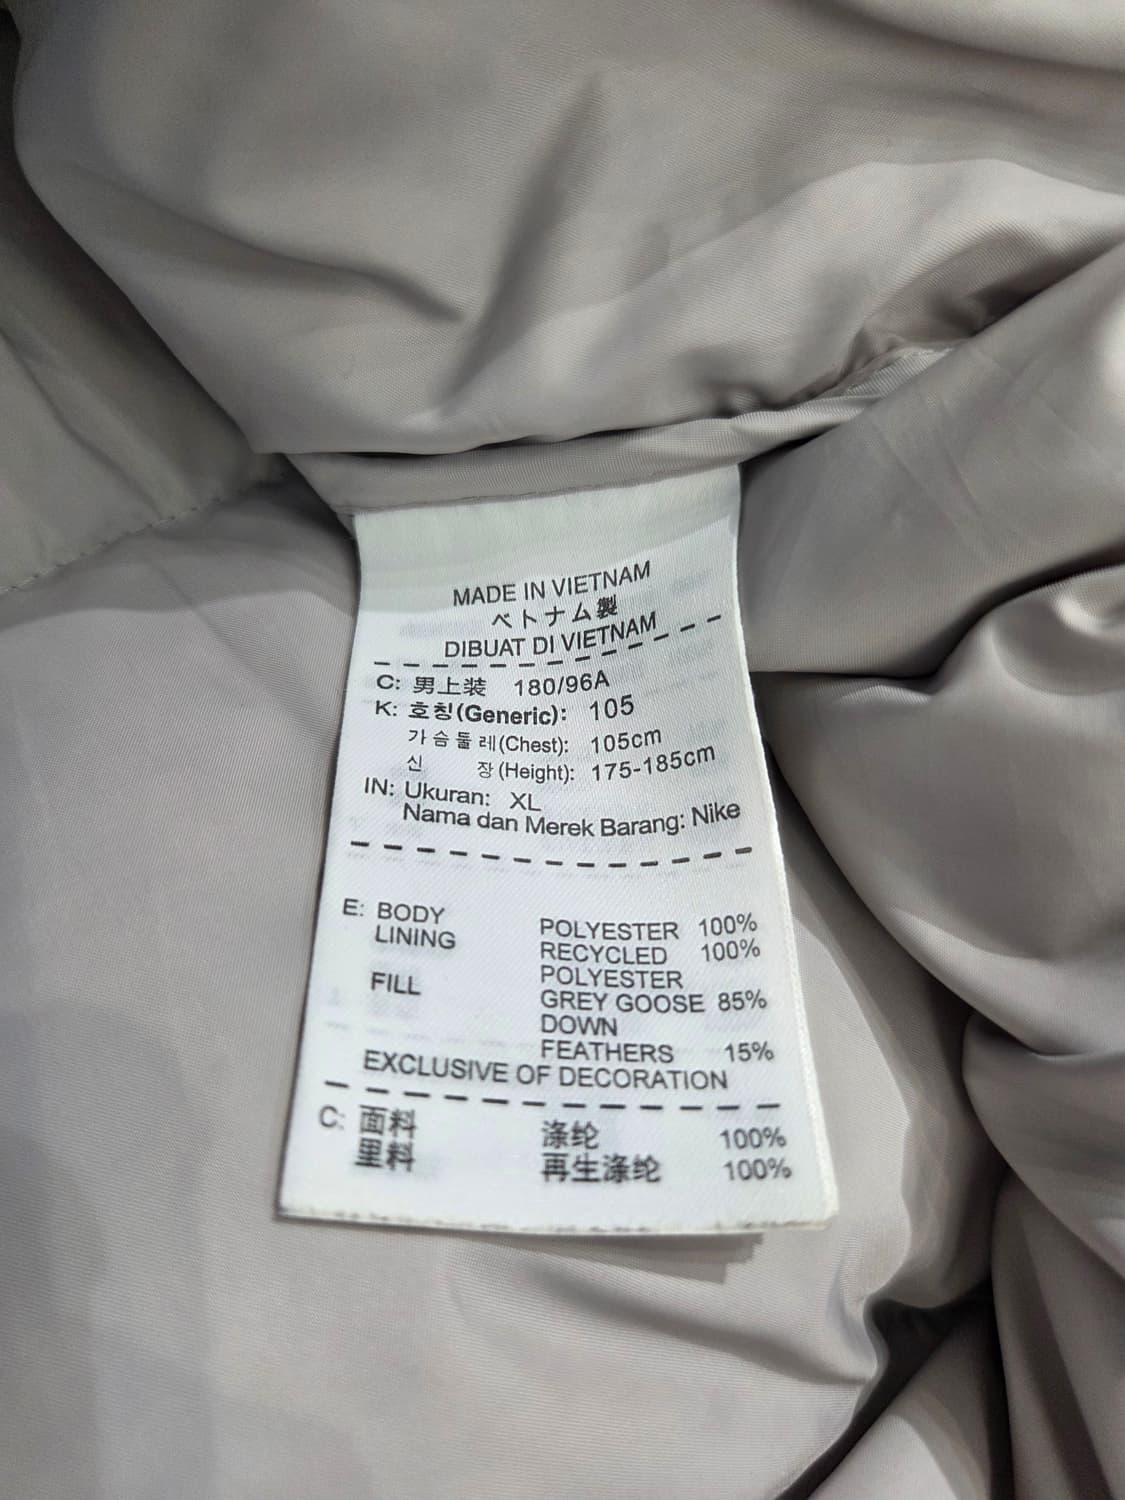 MADE IN VIETNAM
ベトナム製
DIBUAT DI VIETNAM
C: 男上装 180/96A
K: 호칭(Generic): 105
가슴둘레(Chest): 105cm
신 장(Height): 175-185cm
IN: Ukuran: XL
Nama dan Merek Barang: Nike
E: BODY POLYESTER 100%
LINING RECYCLED 100%
POLYESTER
FILL GREY GOOSE 85%
DOWN
FEATHERS 15%
EXCLUSIVE OF DECORATION
C: 面料 涤纶 100%
里料 再生涤纶 100%